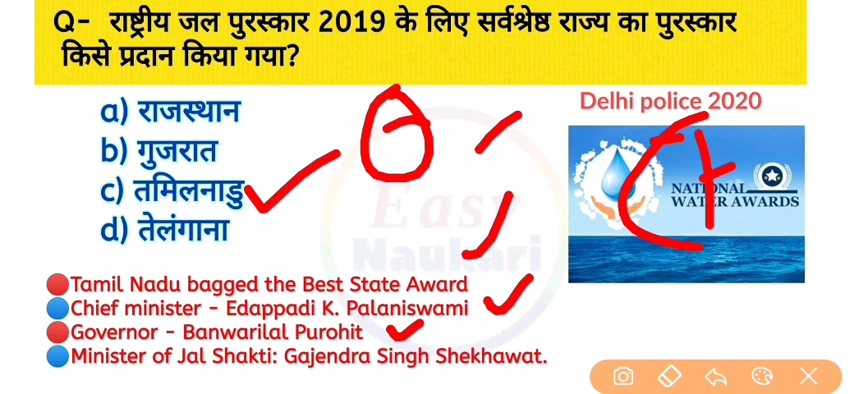 Q- राष्ट्रीय जल पुरस्कार 2019 के लिए सर्वश्रेष्ठ राज्य का पुरस्कार
किसे प्रदान किया गया?
Delhi police 2020
a) राजस्थान
b) गुजरात
c) तमिलनाडु
d) तेलंगाना
NATIONAL
WATER AWARDS
Easy
Naukari
Tamil Nadu bagged the Best State Award
Chief minister - Edappadi K. Palaniswami
Governor - Banwarilal Purohit
Minister of Jal Shakti: Gajendra Singh Shekhawat.